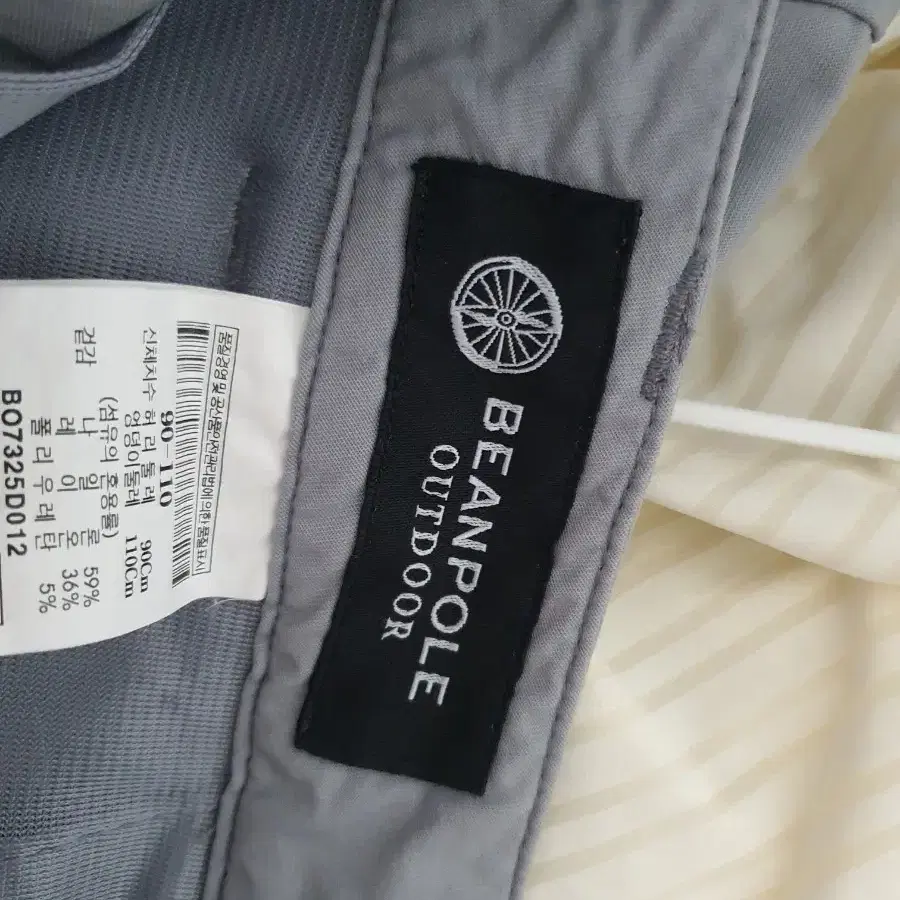 품질경영 및 공산품안전관리법에의한 품질표시
90-110
신체치수 허리둘레 90Cm
엉덩이둘레 110Cm
(섬유의 혼용률)
겉감 나일론 59%
레이온 36%
폴리우레탄 5%
BO7325D012
BEANPOLE
OUTDOOR